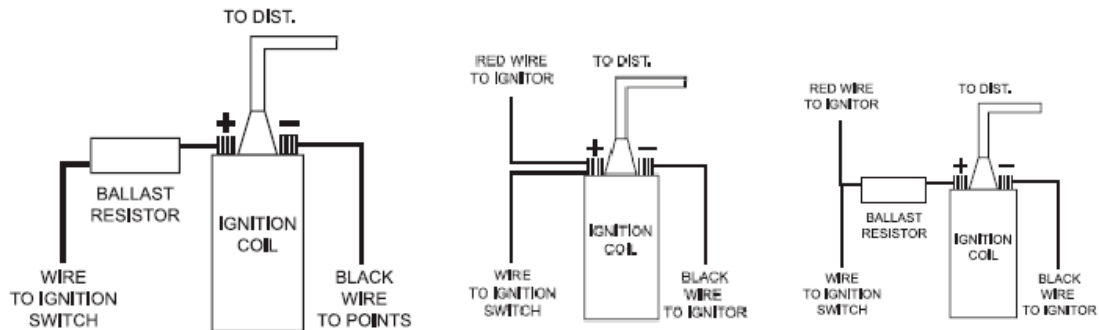 TO DIST.
+ −
BALLAST
RESISTOR
IGNITION
COIL
WIRE
TO IGNITION
SWITCH
BLACK
WIRE
TO POINTS
RED WIRE
TO IGNITOR
TO DIST.
+ −
IGNITION
COIL
WIRE
TO IGNITION
SWITCH
BLACK
WIRE
TO IGNITOR
RED WIRE
TO IGNITOR
TO DIST.
+ −
BALLAST
RESISTOR
IGNITION
COIL
WIRE
TO IGNITION
SWITCH
BLACK
WIRE
TO IGNITOR